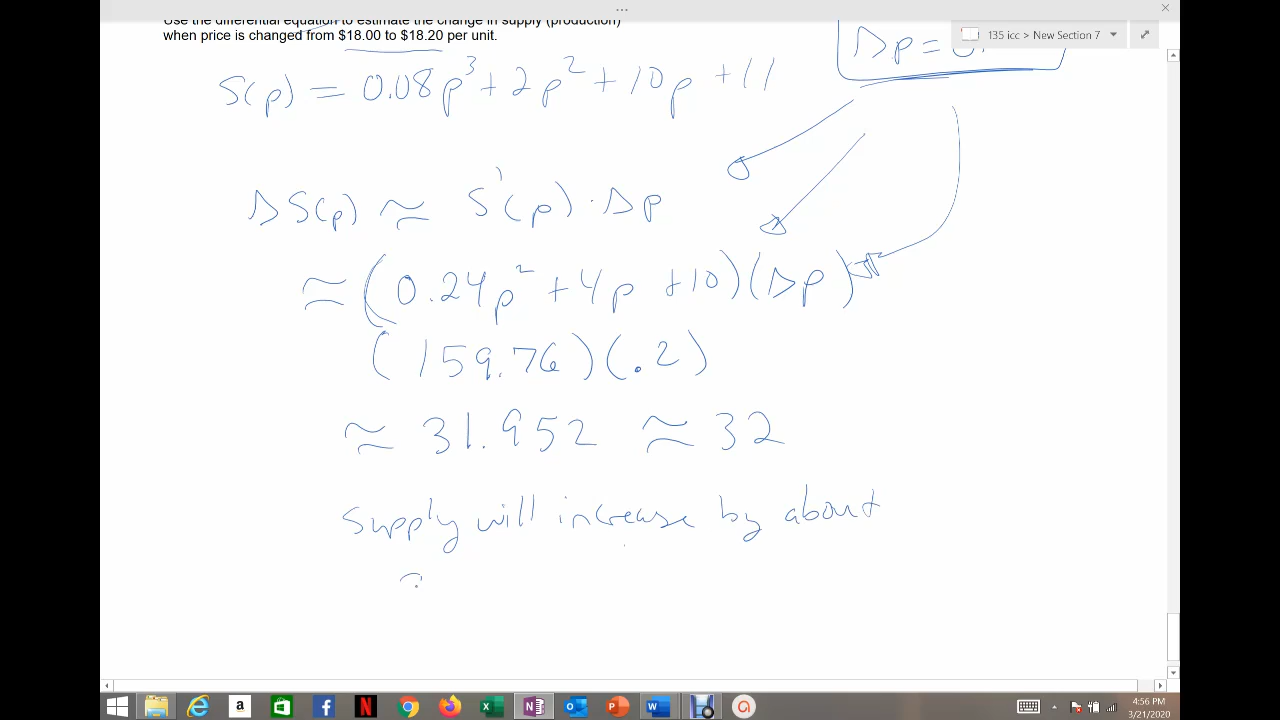 Use the differential equation to estimate the change in supply (production)
when price is changed from $18.00 to $18.20 per unit.
Δp = 0.
135 icc > New Section 7
S(p) = 0.08p³ + 2p² + 10p + 11
ΔS(p) ≈ S'(p) · Δp
≈ (0.24p² + 4p + 10)(Δp)
(159.76)(.2)
≈ 31.952 ≈ 32
Supply will increase by about
4:56 PM
3/21/2020